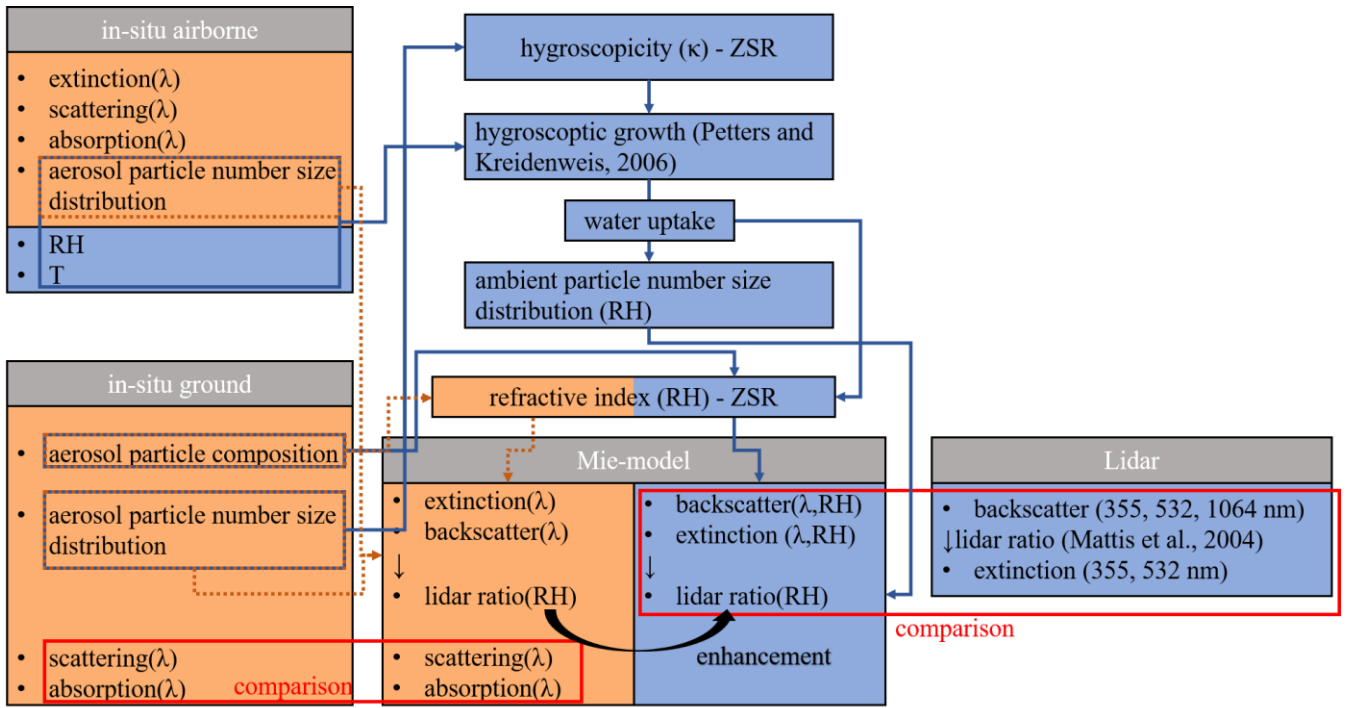 in-situ airborne
• extinction(λ)
• scattering(λ)
• absorption(λ)
• aerosol particle number size
distribution
• RH
• T
hygroscopicity (κ) - ZSR
hygroscoptic growth (Petters and
Kreidenweis, 2006)
water uptake
ambient particle number size
distribution (RH)
refractive index (RH) - ZSR
in-situ ground
• aerosol particle composition
• aerosol particle number size
distribution
• scattering(λ)
• absorption(λ)
comparison
Mie-model
• extinction(λ)
• backscatter(λ)
↓
• lidar ratio(RH)
• scattering(λ)
• absorption(λ)
• backscatter(λ,RH)
• extinction (λ,RH)
↓
• lidar ratio(RH)
enhancement
Lidar
• backscatter (355, 532, 1064 nm)
↓lidar ratio (Mattis et al., 2004)
• extinction (355, 532 nm)
comparison